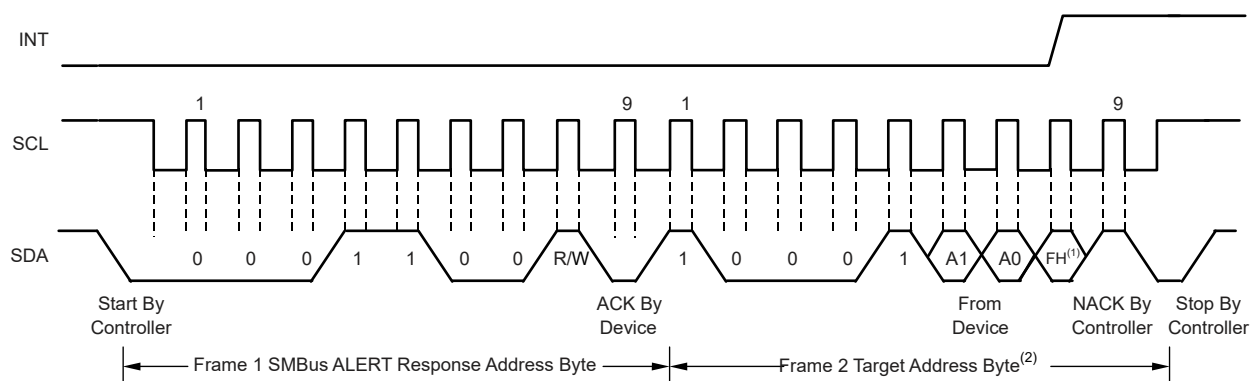 INT
1 9 1 9
SCL
SDA 0 0 0 1 1 0 0 R/W 1 0 0 0 1 A1 A0 FH(1)
Start By
Controller
ACK By
Device
From
Device
NACK By
Controller
Stop By
Controller
Frame 1 SMBus ALERT Response Address Byte
Frame 2 Target Address Byte(2)